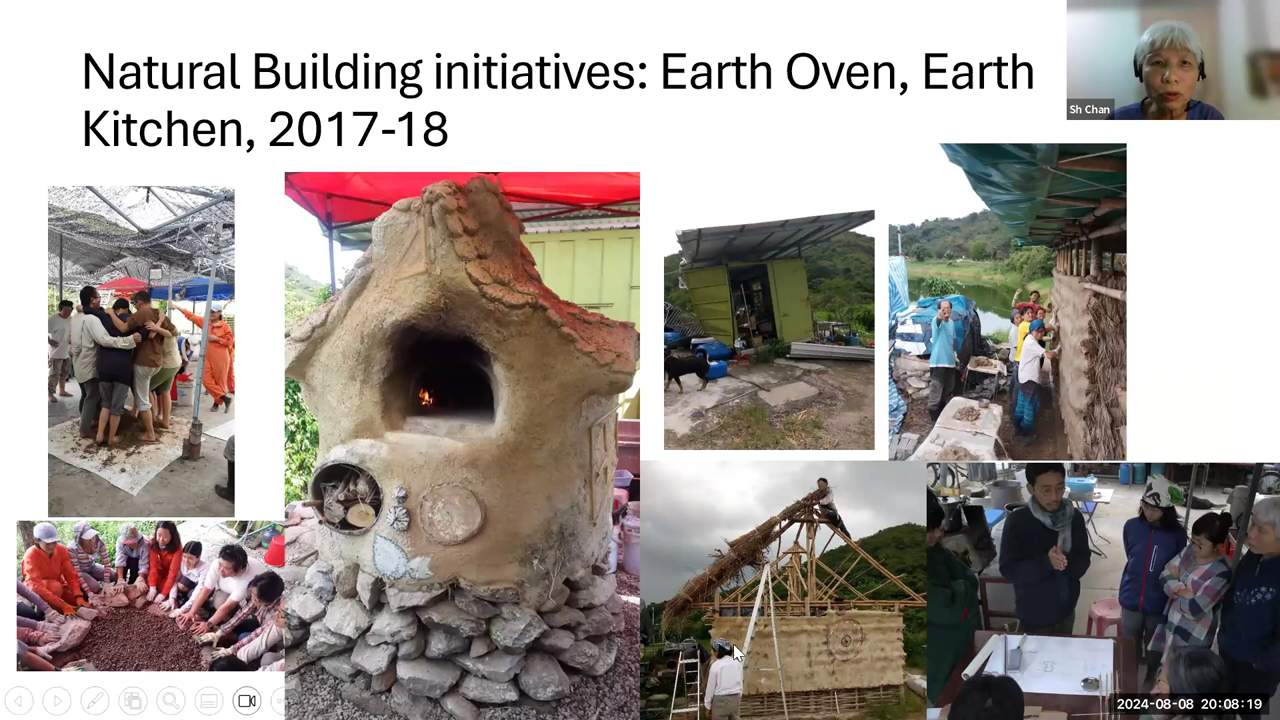 Natural Building initiatives: Earth Oven, Earth
Kitchen, 2017-18
Sh Chan
2024-08-08 20:08:19